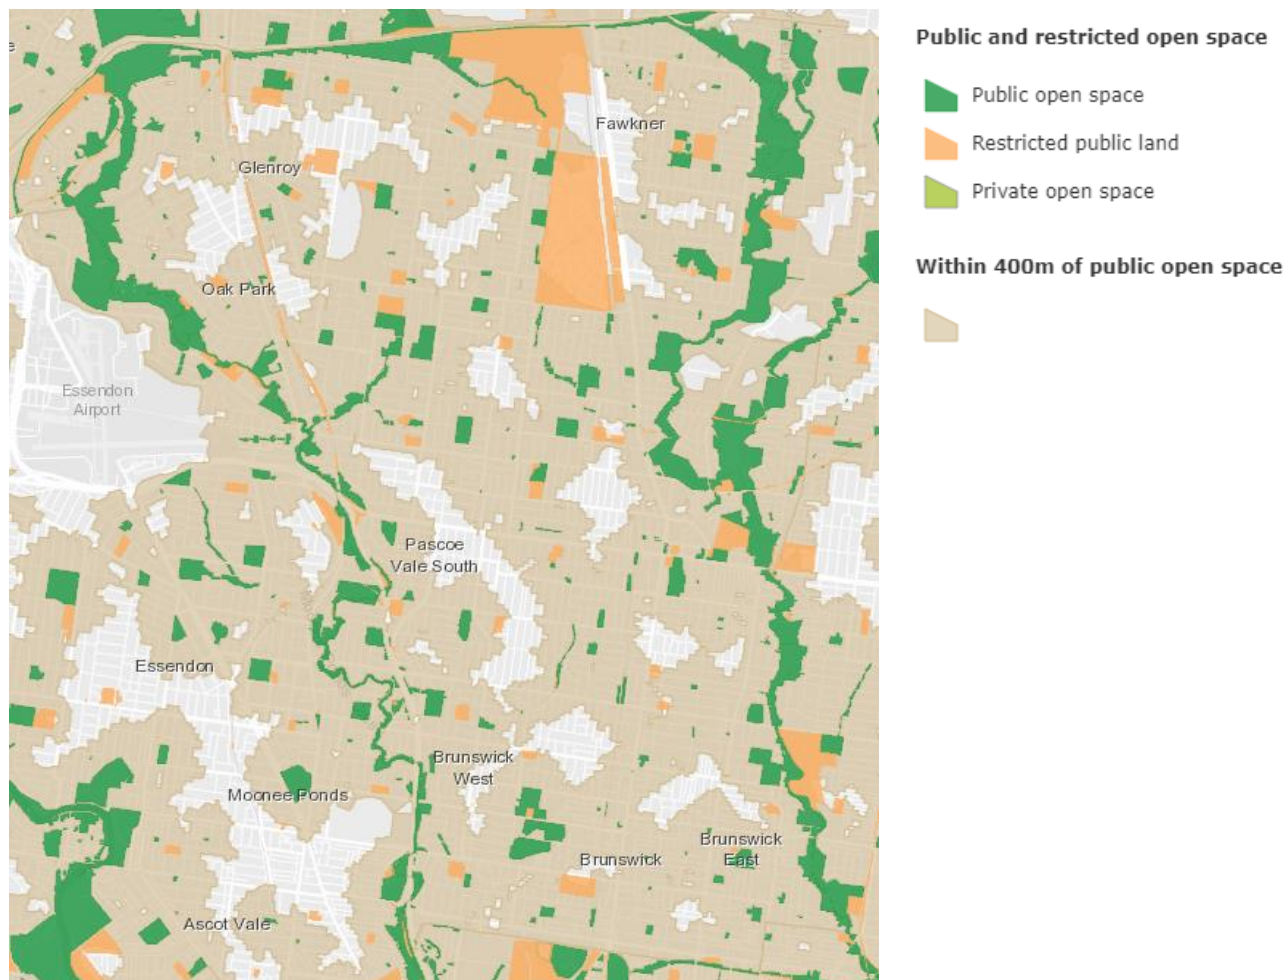 Public and restricted open space
Public open space
Restricted public land
Private open space
Within 400m of public open space
e
Fawkner
Glenroy
Oak Park
Essendon
Airport
Pascoe
Vale South
Essendon
Brunswick
West
Moonee Ponds
Brunswick
East
Brunswick
Ascot Vale